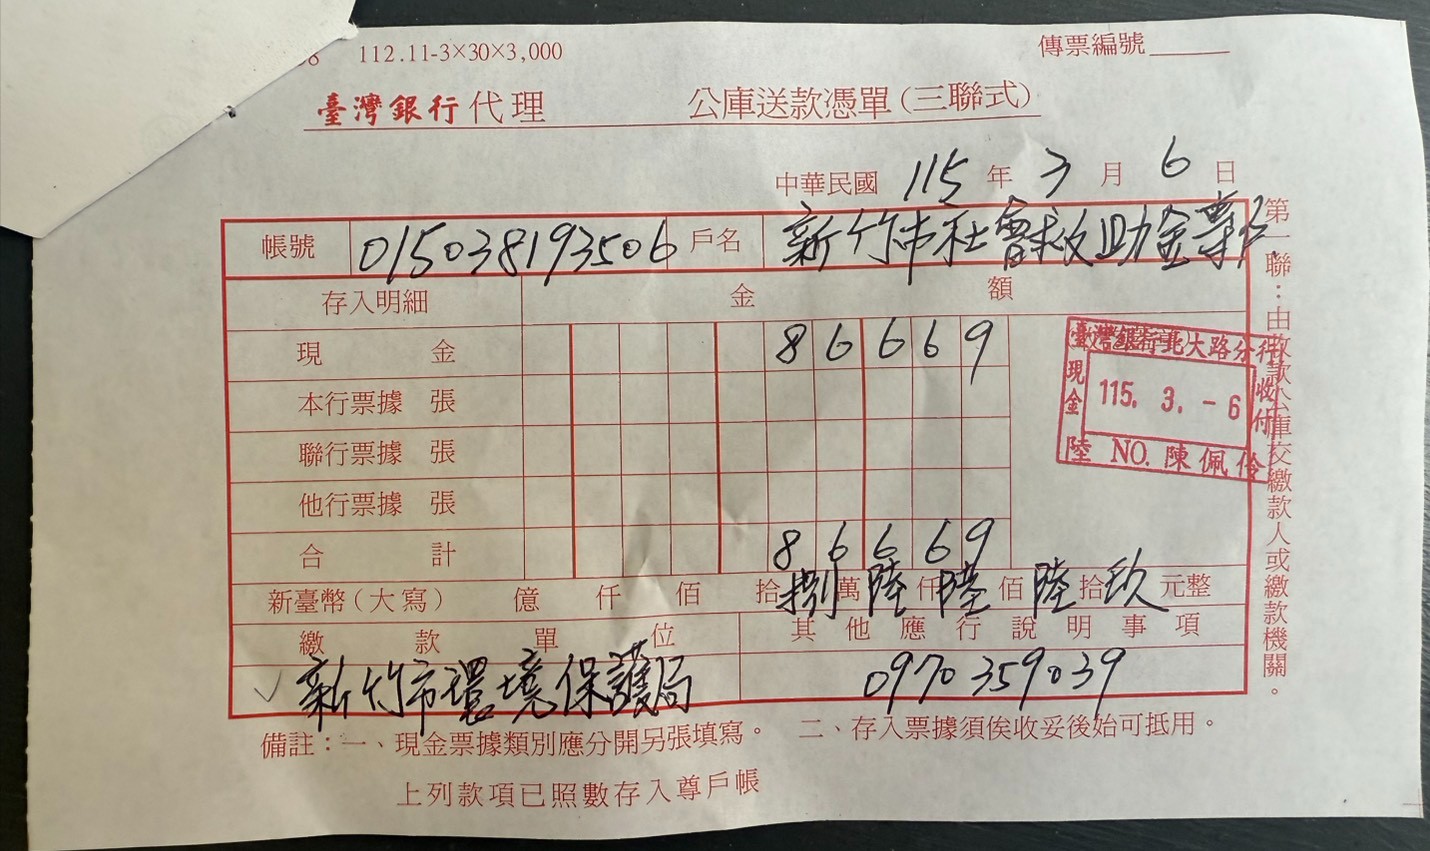 112.11-3×30×3,000
傳票編號
臺灣銀行代理 公庫送款憑單(三聯式)
中華民國 115 年 3 月 6 日
帳號 015038193506 戶名 新竹市社會救助金專戶
存入明細 金額
現金 86669
本行票據 張
聯行票據 張
他行票據 張
合計 86669
新臺幣(大寫) 億 仟 佰 拾捌萬陸仟陸佰陸拾玖元整
繳款單位 其他應行說明事項
✓新竹市環境保護局 0970359039
備註:一、現金票據類別應分開另張填寫。 二、存入票據須俟收妥後始可抵用。
上列款項已照數存入尊戶帳
臺灣銀行北大路分行
現金 收付
115. 3. - 6
陸 NO. 陳佩伶
第一聯:由收款公庫交繳款人或繳款機關。